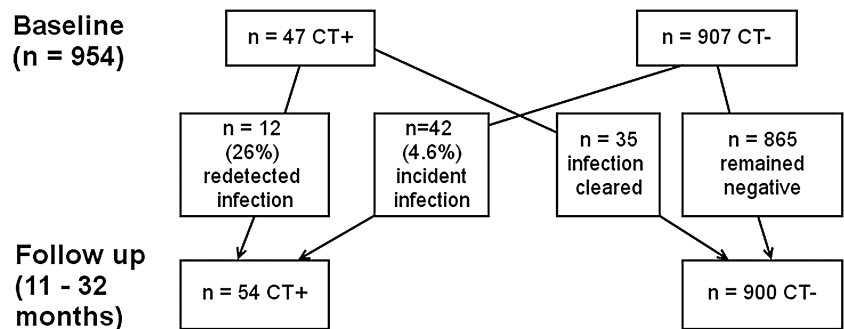 Baseline
(n = 954)
n = 47 CT+
n = 907 CT-
n = 12
(26%)
redetected
infection
n=42
(4.6%)
incident
infection
n = 35
infection
cleared
n = 865
remained
negative
Follow up
(11 - 32
months)
n = 54 CT+
n = 900 CT-